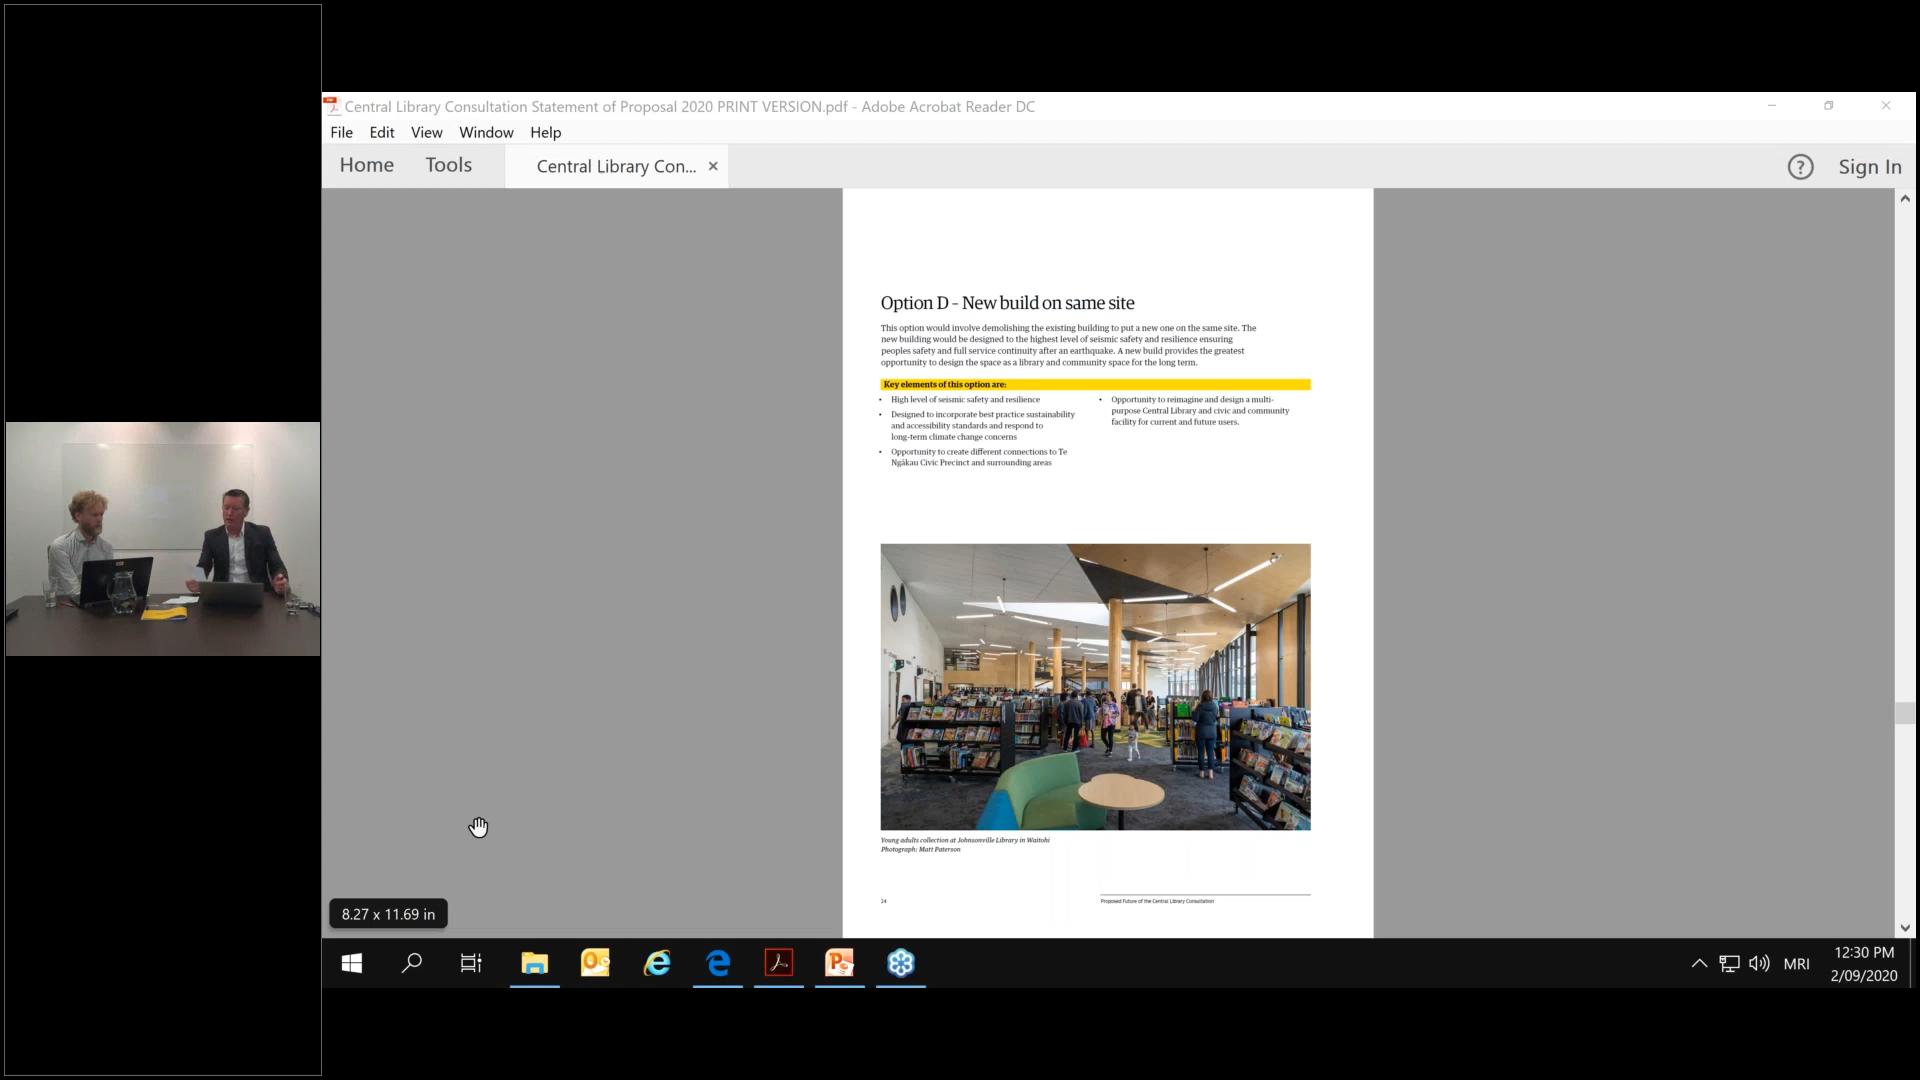 Central Library Consultation Statement of Proposal 2020 PRINT VERSION.pdf - Adobe Acrobat Reader DC
File Edit View Window Help
Home Tools Central Library Con...
Sign In
Option D – New build on same site
This option would involve demolishing the existing building to put a new one on the same site. The
new building would be designed to the highest level of seismic safety and resilience ensuring
peoples safety and full service continuity after an earthquake. A new build provides the greatest
opportunity to design the space as a library and community space for the long term.
Key elements of this option are:
• High level of seismic safety and resilience
• Designed to incorporate best practice sustainability
and accessibility standards and respond to
long-term climate change concerns
• Opportunity to create different connections to Te
Ngākau Civic Precinct and surrounding areas
• Opportunity to reimagine and design a multi-
purpose Central Library and civic and community
facility for current and future users.
Young adults collection at Johnsonville Library in Waitohi
Photograph: Matt Paterson
24
Proposed Future of the Central Library Consultation
8.27 x 11.69 in
MRI
12:30 PM
2/09/2020